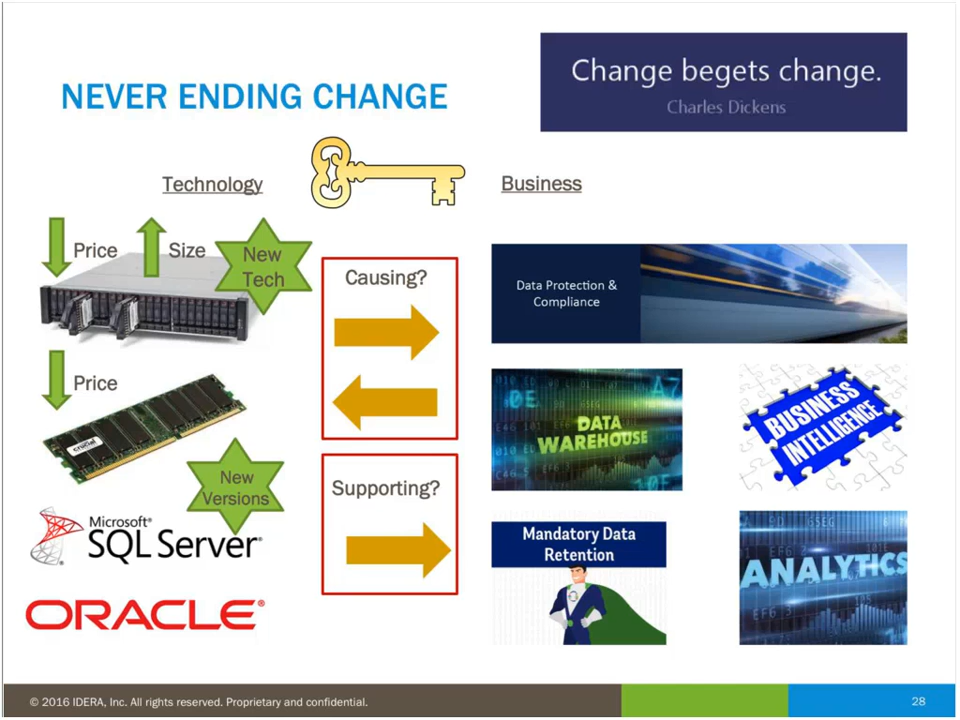 Change begets change.
Charles Dickens
NEVER ENDING CHANGE
Technology
Business
Price
Size
New
Tech
Causing?
Data Protection &
Compliance
Price
crucial
DATA
WAREHOUSE
BUSINESS
INTELLIGENCE
New
Versions
Supporting?
Microsoft®
SQL Server®
Mandatory Data
Retention
ANALYTICS
ORACLE®
© 2016 IDERA, Inc. All rights reserved. Proprietary and confidential.
28